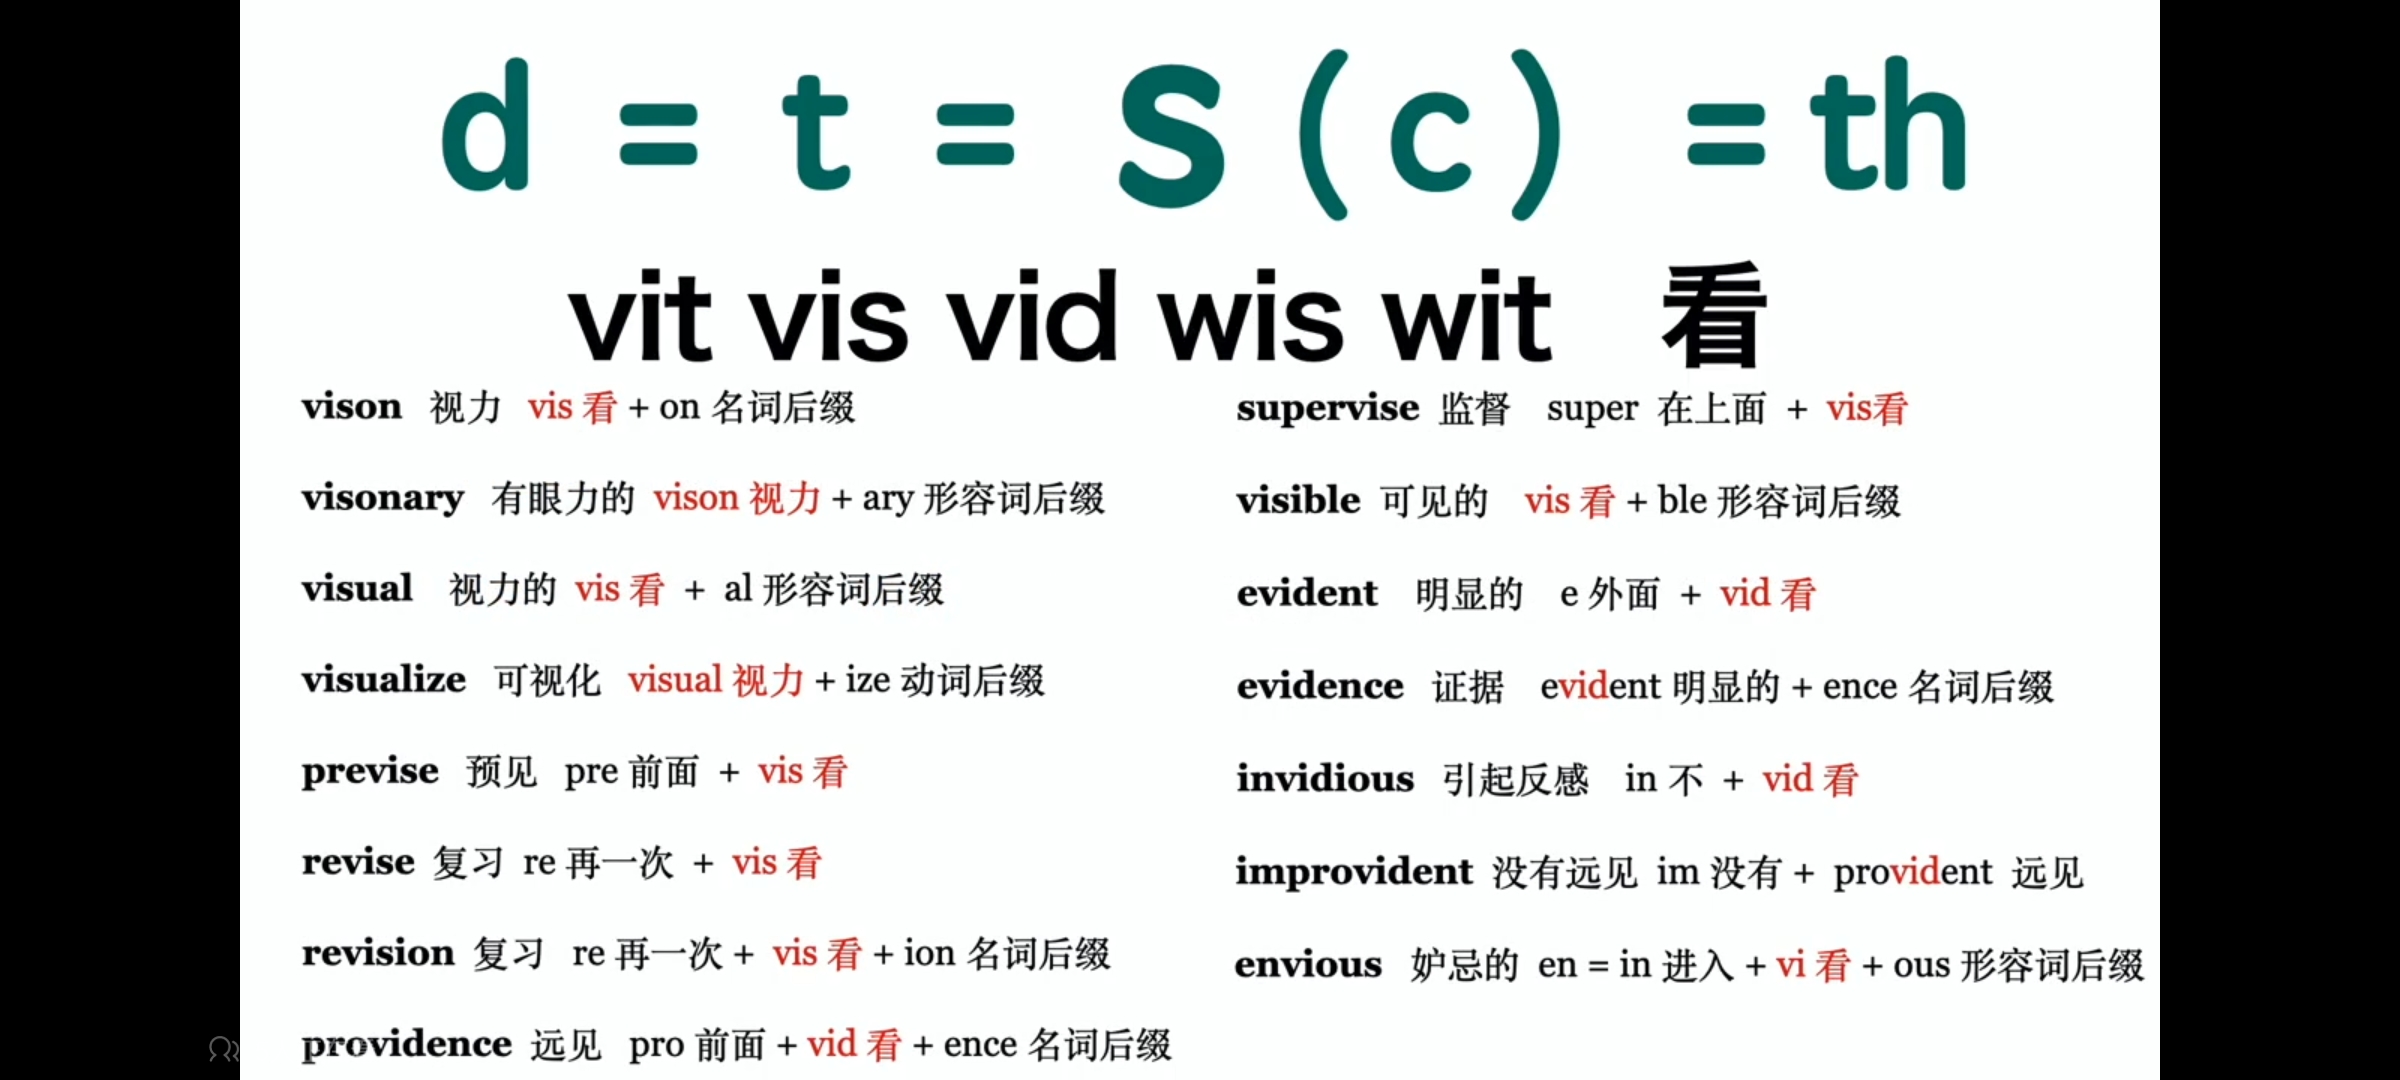 d = t = S (c) = th
vit vis vid wis wit 看
vison 视力 vis 看 + on 名词后缀
visonary 有眼力的 vison 视力 + ary 形容词后缀
visual 视力的 vis 看 + al 形容词后缀
visualize 可视化 visual 视力 + ize 动词后缀
previse 预见 pre 前面 + vis 看
revise 复习 re 再一次 + vis 看
revision 复习 re 再一次 + vis 看 + ion 名词后缀
providence 远见 pro 前面 + vid 看 + ence 名词后缀
supervise 监督 super 在上面 + vis看
visible 可见的 vis 看 + ble 形容词后缀
evident 明显的 e 外面 + vid 看
evidence 证据 evident 明显的 + ence 名词后缀
invidious 引起反感 in 不 + vid 看
improvident 没有远见 im 没有 + provident 远见
envious 妒忌的 en = in 进入 + vi 看 + ous 形容词后缀